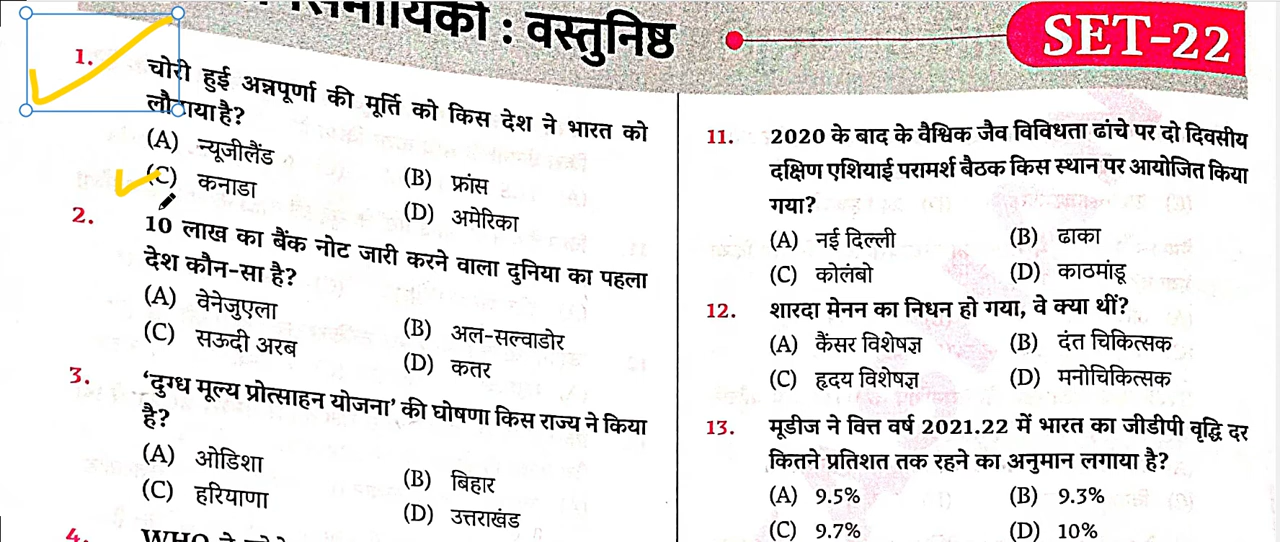 : वस्तुनिष्ठ
SET-22
1. चोरी हुई अन्नपूर्णा की मूर्ति को किस देश ने भारत को
लौटाया है?
(A) न्यूजीलैंड
(B) फ्रांस
(C) कनाडा
(D) अमेरिका
2. 10 लाख का बैंक नोट जारी करने वाला दुनिया का पहला
देश कौन-सा है?
(A) वेनेजुएला
(B) अल-सल्वाडोर
(C) सऊदी अरब
(D) कतर
3. ‘दुग्ध मूल्य प्रोत्साहन योजना’ की घोषणा किस राज्य ने किया
है?
(A) ओडिशा
(B) बिहार
(C) हरियाणा
(D) उत्तराखंड
4. WHO ने
11. 2020 के बाद के वैश्विक जैव विविधता ढांचे पर दो दिवसीय
दक्षिण एशियाई परामर्श बैठक किस स्थान पर आयोजित किया
गया?
(A) नई दिल्ली (B) ढाका
(C) कोलंबो (D) काठमांडू
12. शारदा मेनन का निधन हो गया, वे क्या थीं?
(A) कैंसर विशेषज्ञ (B) दंत चिकित्सक
(C) हृदय विशेषज्ञ (D) मनोचिकित्सक
13. मूडीज ने वित्त वर्ष 2021.22 में भारत का जीडीपी वृद्धि दर
कितने प्रतिशत तक रहने का अनुमान लगाया है?
(A) 9.5% (B) 9.3%
(C) 9.7% (D) 10%